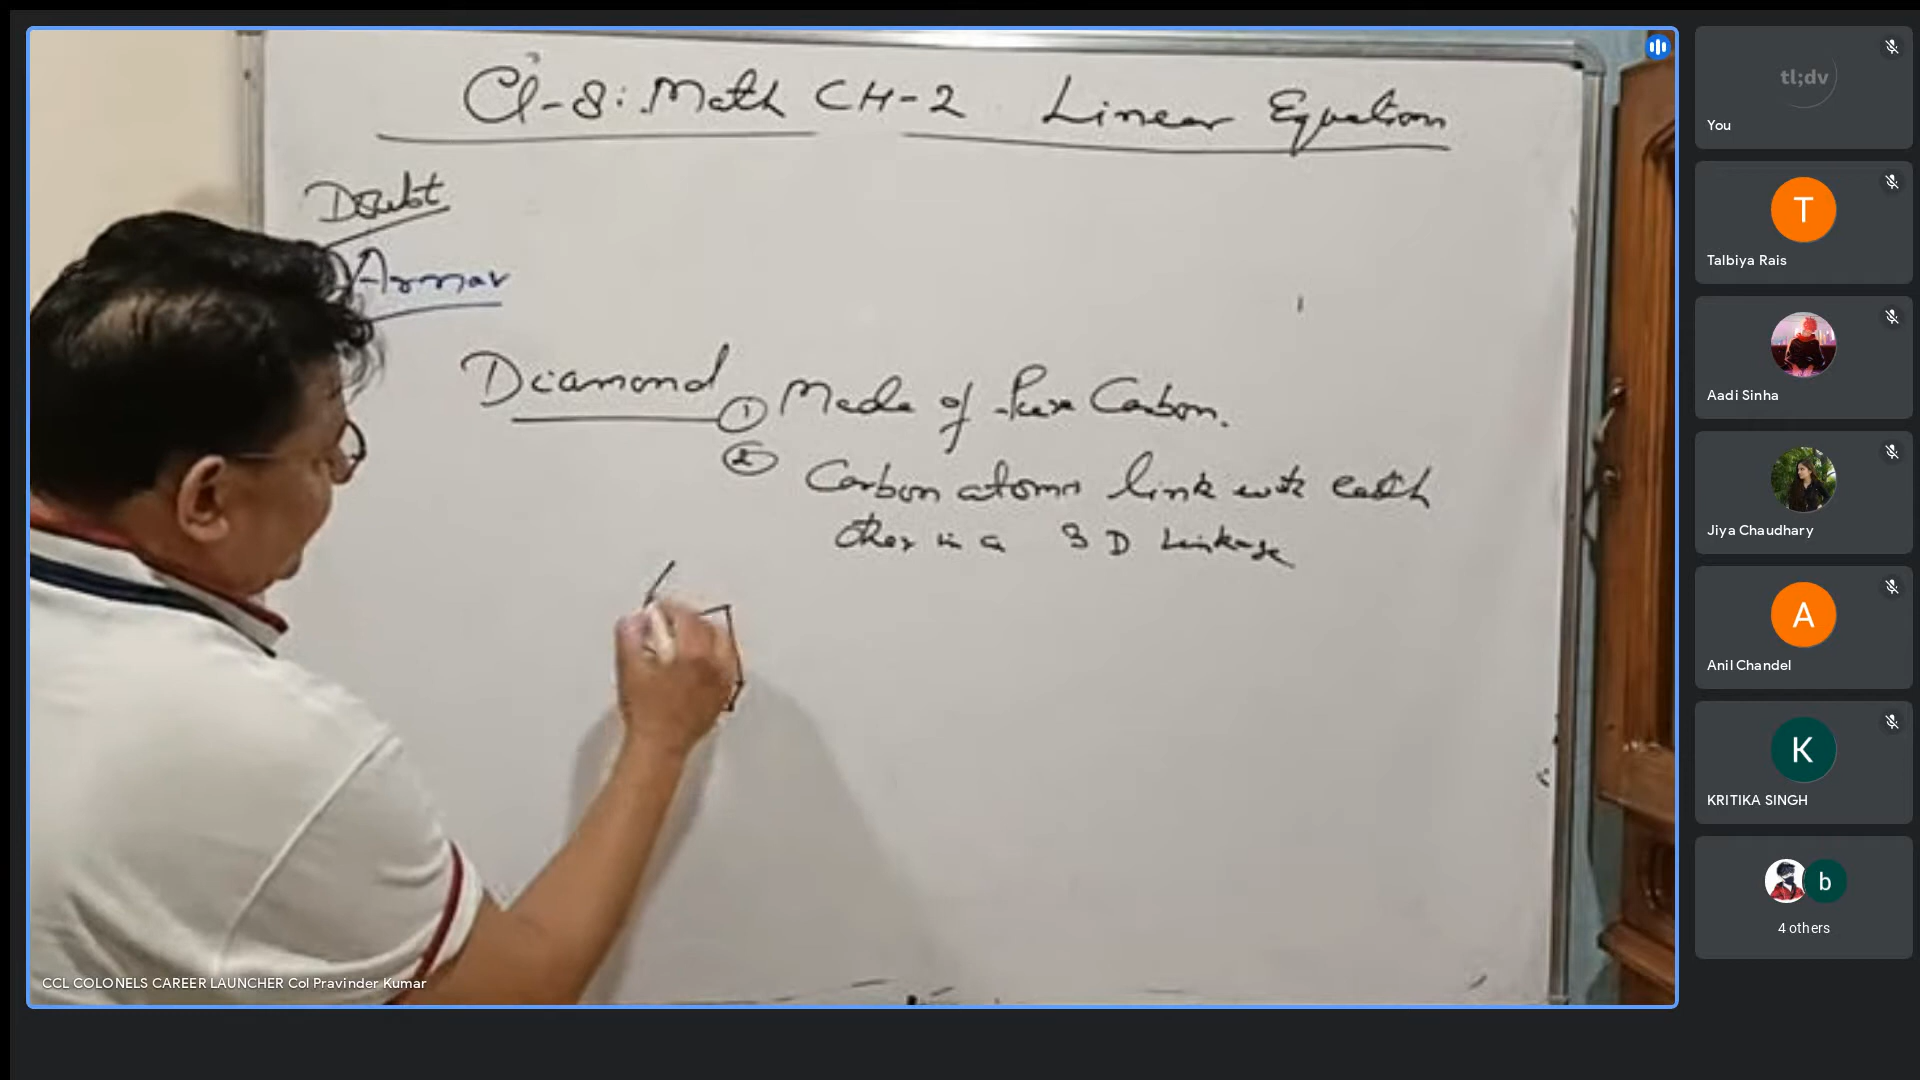 Cl-8: Math CH-2 Linear Equation
Doubt
Armav
Diamond
① Made of Pure Carbon.
② Carbon atoms link with each
other in a 3D Linkage
CCL COLONELS CAREER LAUNCHER Col Pravinder Kumar
tl;dv
You
T
Talbiya Rais
Aadi Sinha
Jiya Chaudhary
A
Anil Chandel
K
KRITIKA SINGH
b
4 others